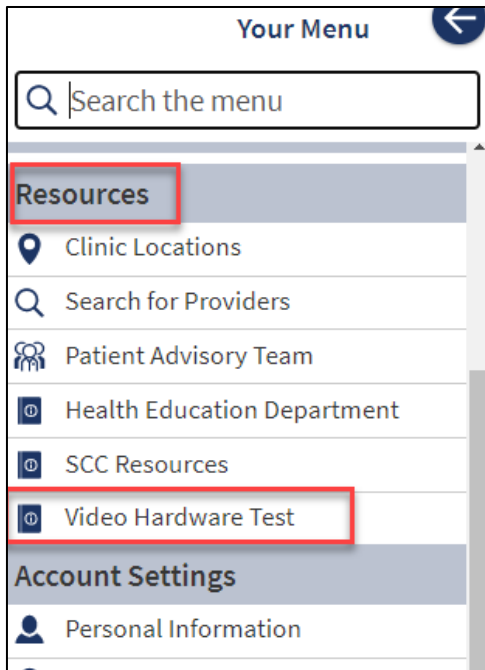 Your Menu
Search the menu
Resources
Clinic Locations
Search for Providers
Patient Advisory Team
Health Education Department
SCC Resources
Video Hardware Test
Account Settings
Personal Information